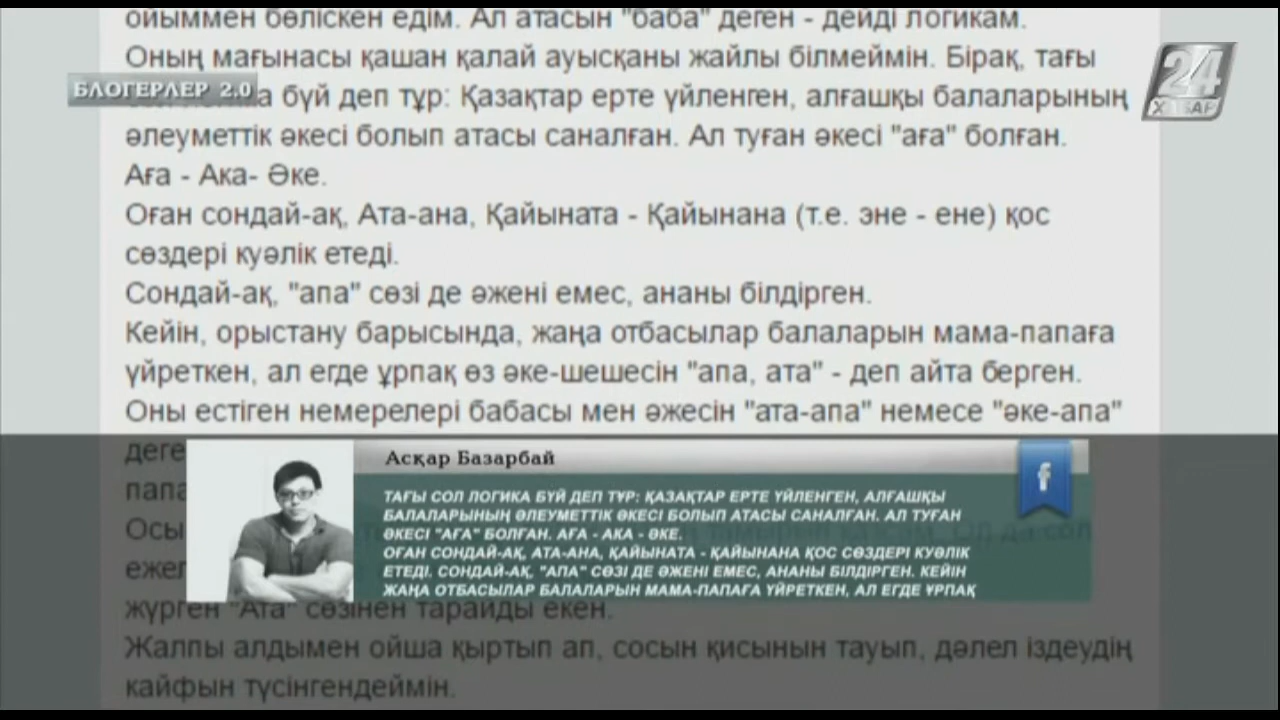 ойыммен бөліскен едім. Ал атасын "баба" деген - дейді логикам.
Оның мағынасы қашан қалай ауысқаны жайлы білмеймін. Бірақ, тағы
БЛОГЕРЛЕР 2.0
24
ХАБАР
бүй деп тұр: Қазақтар ерте үйленген, алғашқы балаларының
әлеуметтік әкесі болып атасы саналған. Ал туған әкесі "аға" болған.
Аға - Ака- Әке.
Оған сондай-ақ, Ата-ана, Қайыната - Қайынана (т.е. эне - ене) қос
сөздері куәлік етеді.
Сондай-ақ, "апа" сөзі де әжені емес, ананы білдірген.
Кейін, орыстану барысында, жаңа отбасылар балаларын мама-папаға
үйреткен, ал егде ұрпақ өз әке-шешесін "апа, ата" - деп айта берген.
Оны естіген немерелері бабасы мен әжесін "ата-апа" немесе "әке-апа"
Асқар Базарбай
f
ТАҒЫ СОЛ ЛОГИКА БҮЙ ДЕП ТҰР: ҚАЗАҚТАР ЕРТЕ ҮЙЛЕНГЕН, АЛҒАШҚЫ
БАЛАЛАРЫНЫҢ ӘЛЕУМЕТТІК ӘКЕСІ БОЛЫП АТАСЫ САНАЛҒАН. АЛ ТУҒАН
ӘКЕСІ "АҒА" БОЛҒАН. АҒА - АКА - ӘКЕ.
ОҒАН СОНДАЙ-АҚ, АТА-АНА, ҚАЙЫНАТА - ҚАЙЫНАНА ҚОС СӨЗДЕРІ КУӘЛІК
ЕТЕДІ. СОНДАЙ-АҚ, "АПА" СӨЗІ ДЕ ӘЖЕНІ ЕМЕС, АНАНЫ БІЛДІРГЕН. КЕЙІН
ЖАҢА ОТБАСЫЛАР БАЛАЛАРЫН МАМА-ПАПАҒА ҮЙРЕТКЕН, АЛ ЕГДЕ ҰРПАҚ
жүрген "Ата" сөзінен тарайды екен.
Жалпы алдымен ойша қыртып ап, сосын қисынын тауып, дәлел іздеудің
кайфын түсінгендеймін.